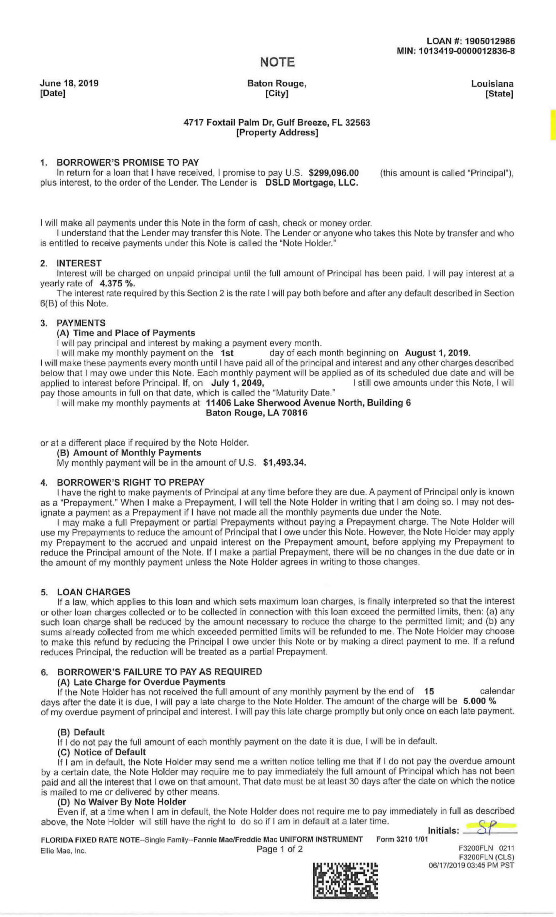 LOAN #: 1905012986
MIN: 1013419-0000012836-8
NOTE
June 18, 2019 Baton Rouge, Louisiana
[Date] [City] [State]
4717 Foxtail Palm Dr, Gulf Breeze, FL 32563
[Property Address]
1. BORROWER'S PROMISE TO PAY
In return for a loan that I have received, I promise to pay U.S. $299,096.00 (this amount is called "Principal"),
plus interest, to the order of the Lender. The Lender is DSLD Mortgage, LLC.
I will make all payments under this Note in the form of cash, check or money order.
I understand that the Lender may transfer this Note. The Lender or anyone who takes this Note by transfer and who
is entitled to receive payments under this Note is called the "Note Holder."
2. INTEREST
Interest will be charged on unpaid principal until the full amount of Principal has been paid. I will pay interest at a
yearly rate of 4.375 %.
The interest rate required by this Section 2 is the rate I will pay both before and after any default described in Section
6(B) of this Note.
3. PAYMENTS
(A) Time and Place of Payments
I will pay principal and interest by making a payment every month.
I will make my monthly payment on the 1st day of each month beginning on August 1, 2019.
I will make these payments every month until I have paid all of the principal and interest and any other charges described
below that I may owe under this Note. Each monthly payment will be applied as of its scheduled due date and will be
applied to interest before Principal. If, on July 1, 2049, I still owe amounts under this Note, I will
pay those amounts in full on that date, which is called the "Maturity Date."
I will make my monthly payments at 11406 Lake Sherwood Avenue North, Building 6
Baton Rouge, LA 70816
or at a different place if required by the Note Holder.
(B) Amount of Monthly Payments
My monthly payment will be in the amount of U.S. $1,493.34.
4. BORROWER'S RIGHT TO PREPAY
I have the right to make payments of Principal at any time before they are due. A payment of Principal only is known
as a "Prepayment." When I make a Prepayment, I will tell the Note Holder in writing that I am doing so. I may not des-
ignate a payment as a Prepayment if I have not made all the monthly payments due under the Note.
I may make a full Prepayment or partial Prepayments without paying a Prepayment charge. The Note Holder will
use my Prepayments to reduce the amount of Principal that I owe under this Note. However, the Note Holder may apply
my Prepayment to the accrued and unpaid interest on the Prepayment amount, before applying my Prepayment to
reduce the Principal amount of the Note. If I make a partial Prepayment, there will be no changes in the due date or in
the amount of my monthly payment unless the Note Holder agrees in writing to those changes.
5. LOAN CHARGES
If a law, which applies to this loan and which sets maximum loan charges, is finally interpreted so that the interest
or other loan charges collected or to be collected in connection with this loan exceed the permitted limits, then: (a) any
such loan charge shall be reduced by the amount necessary to reduce the charge to the permitted limit; and (b) any
sums already collected from me which exceeded permitted limits will be refunded to me. The Note Holder may choose
to make this refund by reducing the Principal I owe under this Note or by making a direct payment to me. If a refund
reduces Principal, the reduction will be treated as a partial Prepayment.
6. BORROWER'S FAILURE TO PAY AS REQUIRED
(A) Late Charge for Overdue Payments
If the Note Holder has not received the full amount of any monthly payment by the end of 15 calendar
days after the date it is due, I will pay a late charge to the Note Holder. The amount of the charge will be 5.000 %
of my overdue payment of principal and interest. I will pay this late charge promptly but only once on each late payment.
(B) Default
If I do not pay the full amount of each monthly payment on the date it is due, I will be in default.
(C) Notice of Default
If I am in default, the Note Holder may send me a written notice telling me that if I do not pay the overdue amount
by a certain date, the Note Holder may require me to pay immediately the full amount of Principal which has not been
paid and all the interest that I owe on that amount. That date must be at least 30 days after the date on which the notice
is mailed to me or delivered by other means.
(D) No Waiver By Note Holder
Even if, at a time when I am in default, the Note Holder does not require me to pay immediately in full as described
above, the Note Holder will still have the right to do so if I am in default at a later time.
Initials: SP
FLORIDA FIXED RATE NOTE--Single Family--Fannie Mae/Freddie Mac UNIFORM INSTRUMENT Form 3210 1/01
Ellie Mae, Inc. Page 1 of 2 F3200FLN 0211
F3200FLN (CLS)
06/17/2019 03:45 PM PST